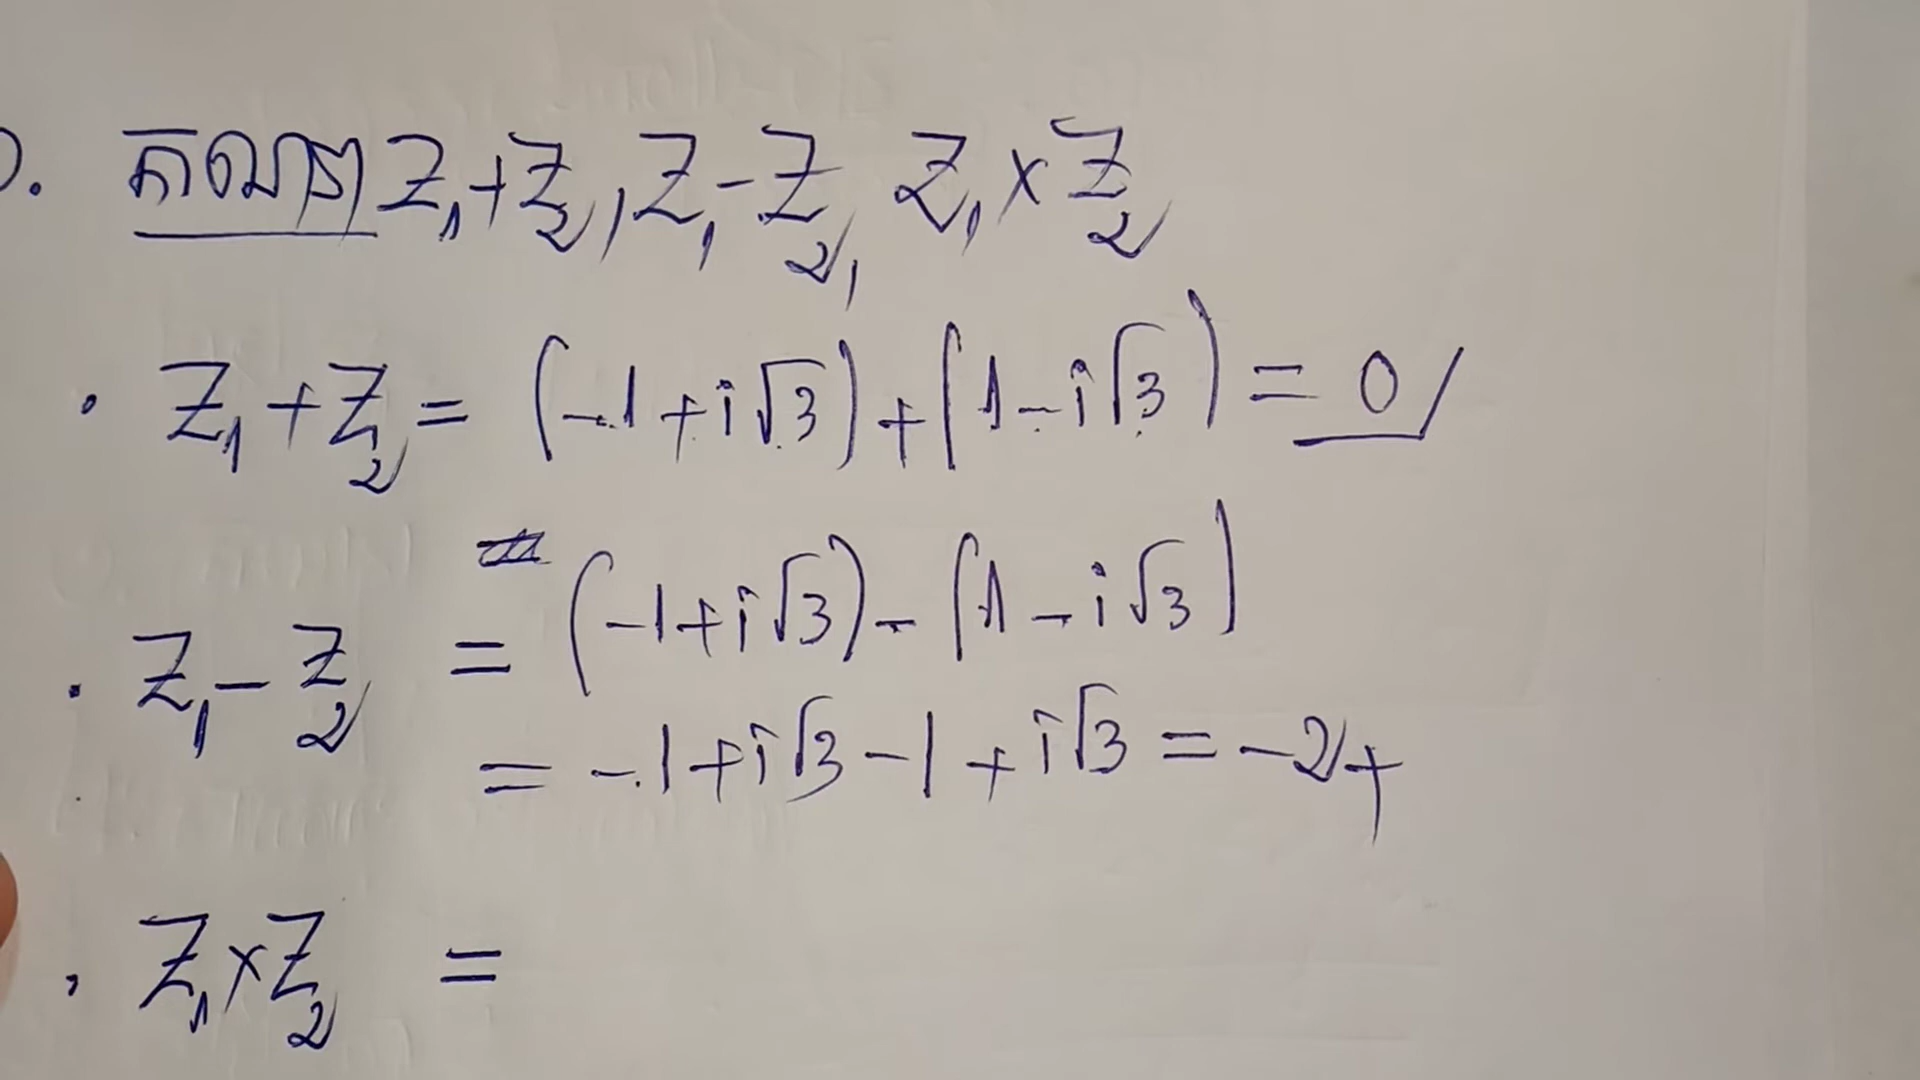 . គណនា Z₁+Z₂, Z₁-Z₂, Z₁×Z₂
. Z₁+Z₂ = (-1+i√3)+(1-i√3) = 0
. Z₁-Z₂ = (-1+i√3)-(1-i√3)
= -1+i√3-1+i√3 = -2+
. Z₁×Z₂ =